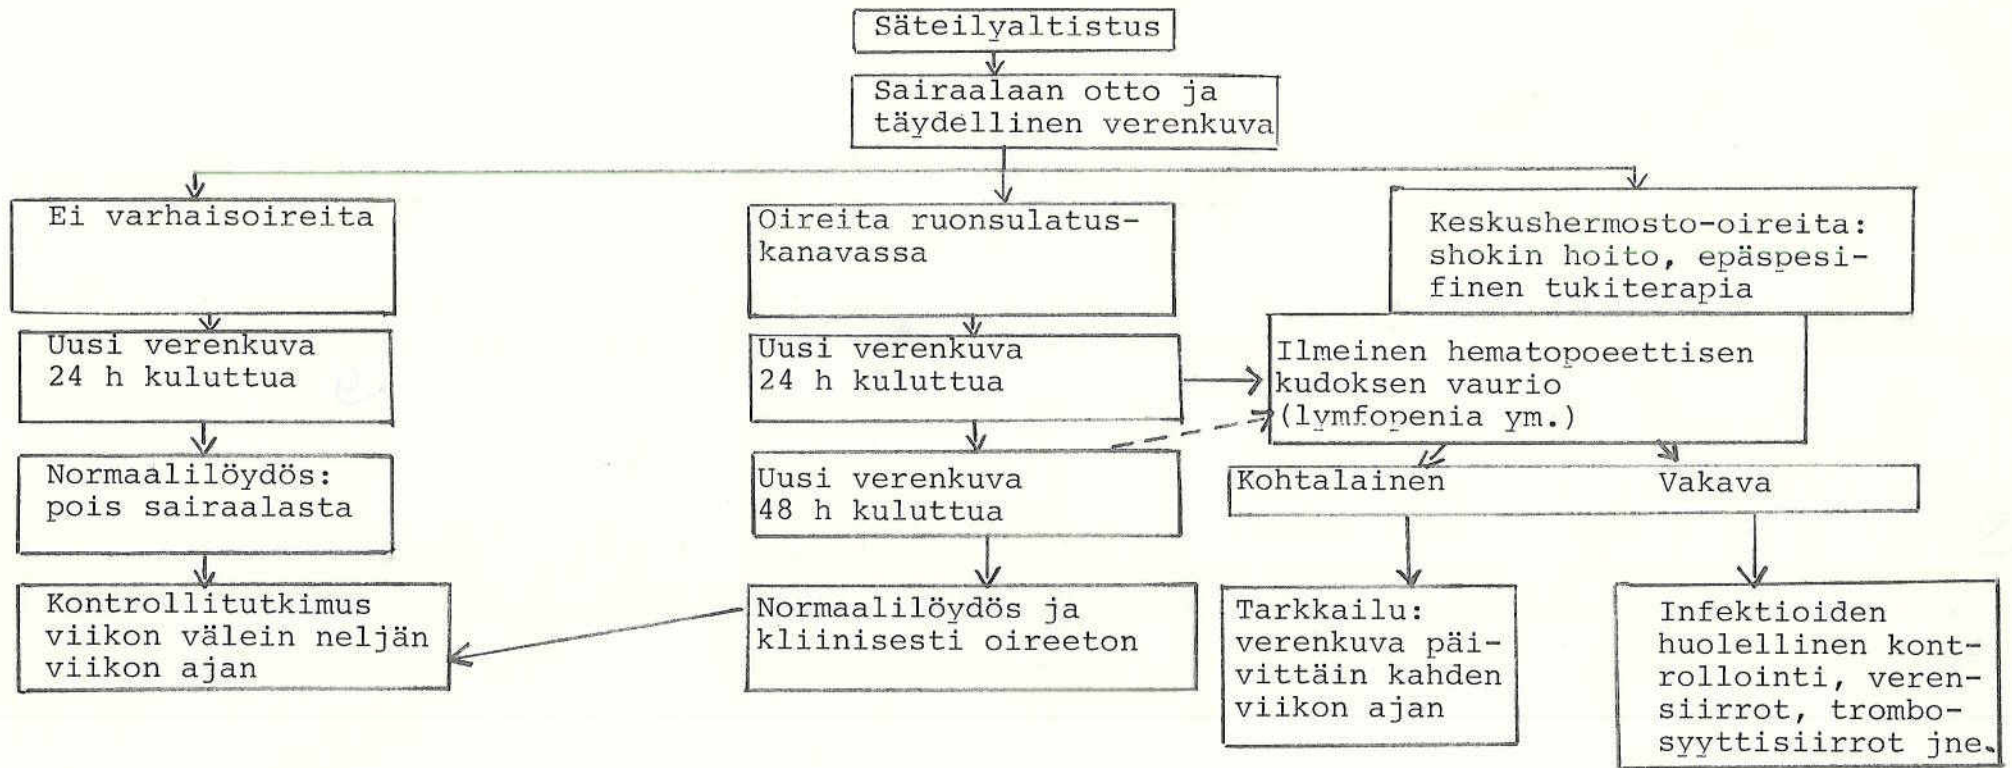 Säteilyaltistus
Sairaalaan otto ja
täydellinen verenkuva
Ei varhaisoireita
Oireita ruonsulatus-
kanavassa
Keskushermosto-oireita:
shokin hoito, epäspesi-
finen tukiterapia
Uusi verenkuva
24 h kuluttua
Uusi verenkuva
24 h kuluttua
Ilmeinen hematopoeettisen
kudoksen vaurio
(lymfopenia ym.)
Normaalilöydös:
pois sairaalasta
Uusi verenkuva
48 h kuluttua
Kohtalainen
Vakava
Kontrollitutkimus
viikon välein neljän
viikon ajan
Normaalilöydös ja
kliinisesti oireeton
Tarkkailu:
verenkuva päi-
vittäin kahden
viikon ajan
Infektioiden
huolellinen kont-
rollointi, veren-
siirrot, trombo-
syyttisiirrot jne.